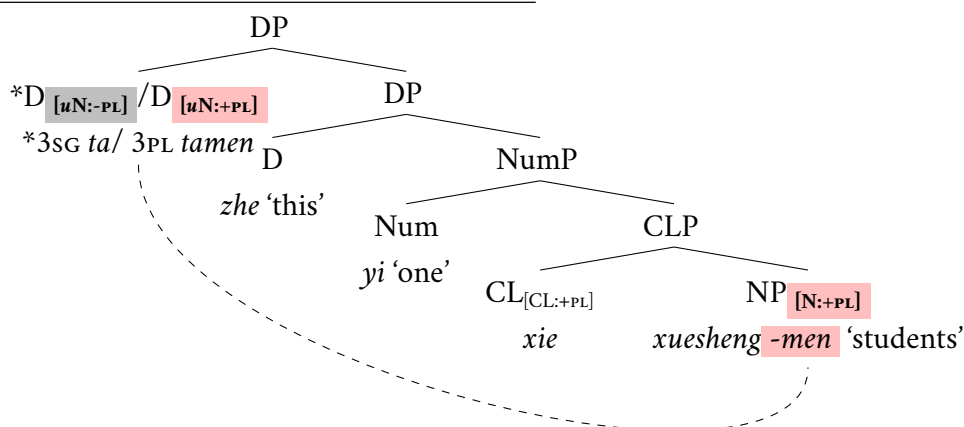 DP
*D[uN:-PL]/D[uN:+PL] DP
*3SG ta/ 3PL tamen D NumP
zhe ‘this’ Num CLP
yi ‘one’ CL[CL:+PL] NP[N:+PL]
xie xuesheng -men ‘students’